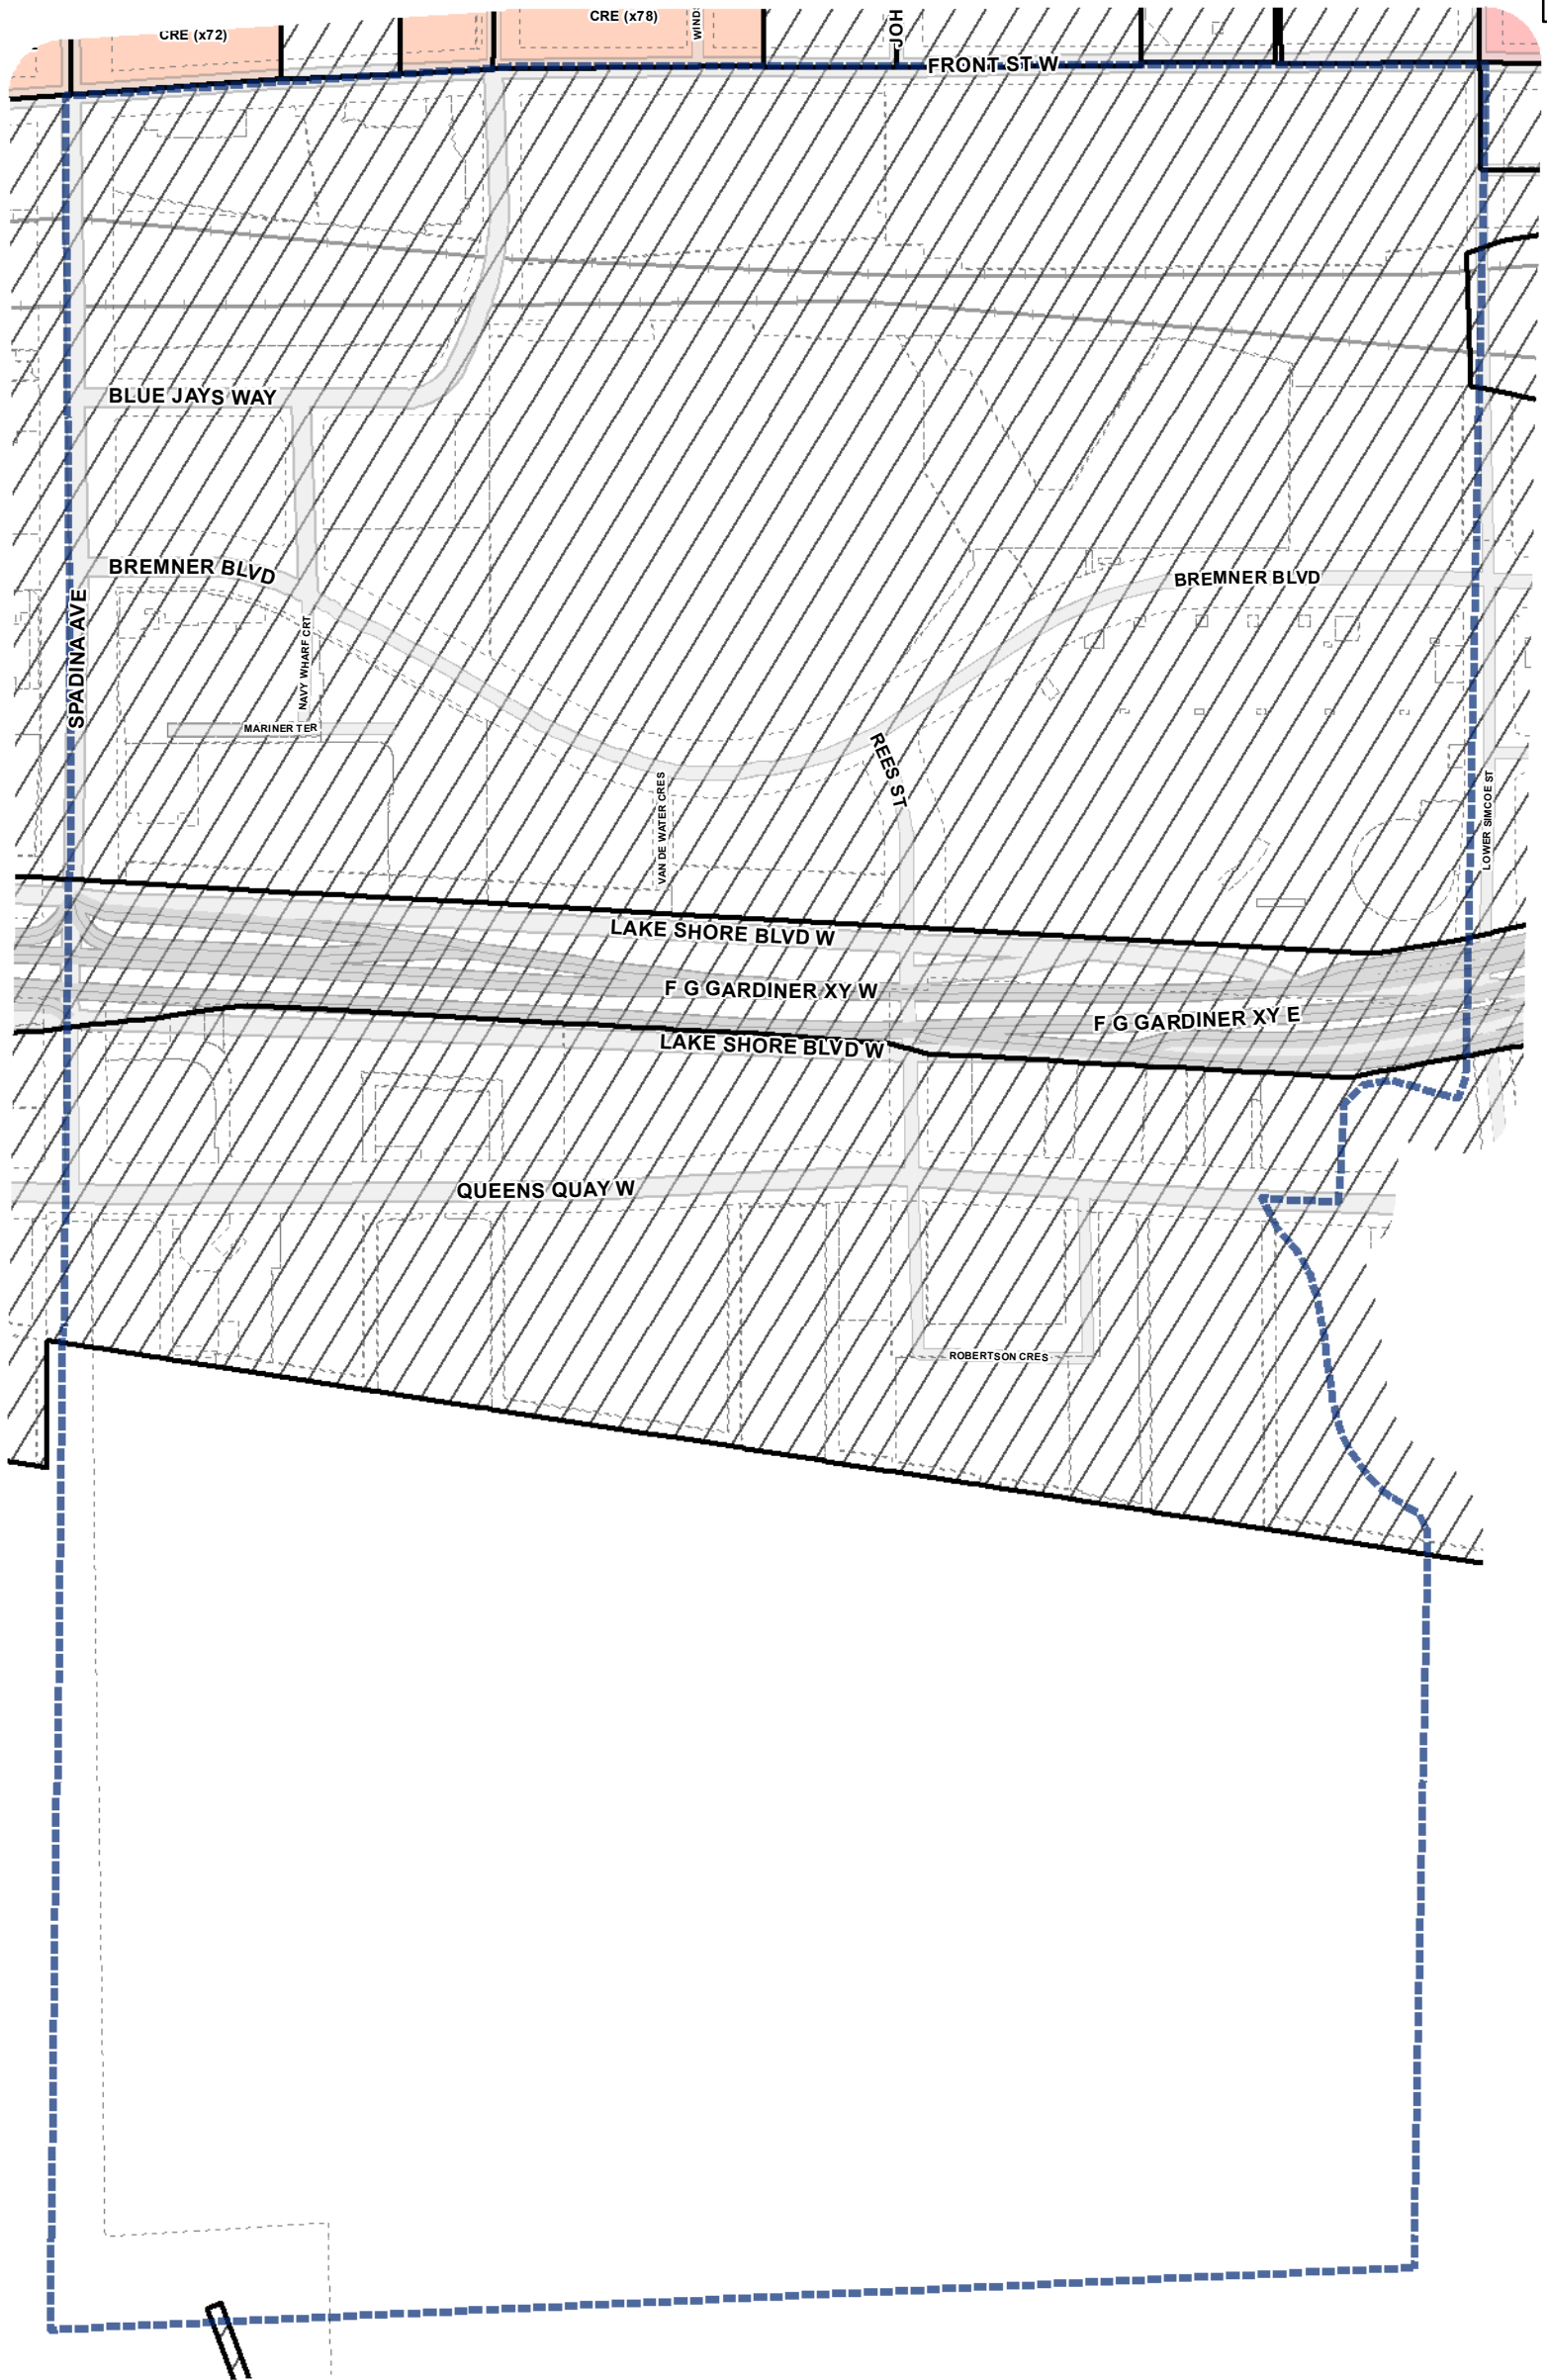 CRE (x78)
CRE (x72)
FRONT ST W
BLUE JAYS WAY
BREMNER BLVD
BREMNER BLVD
SPADINA AVE
NAVY WHARF CRT
MARINER TER
REES ST
VAN DE WATER CRES
LOWER SIMCOE ST
LAKE SHORE BLVD W
F G GARDINER XY W
F G GARDINER XY E
LAKE SHORE BLVD W
QUEENS QUAY W
ROBERTSON CRES